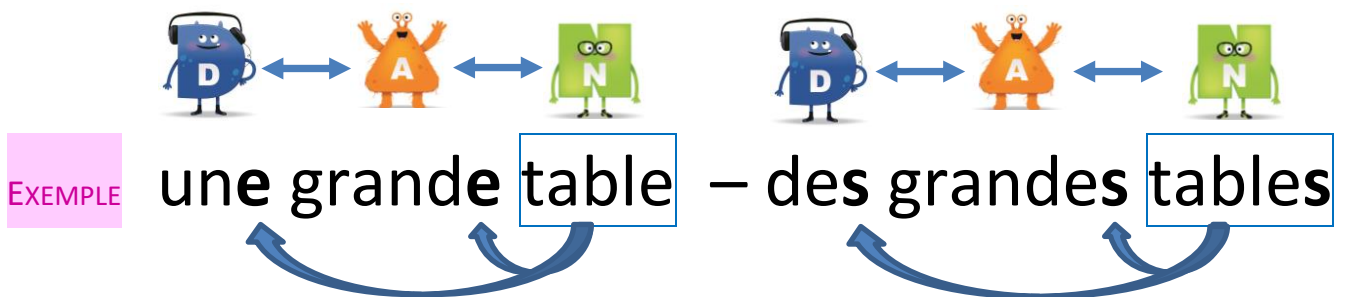 D A N D A N
EXEMPLE une grande table – des grandes tables